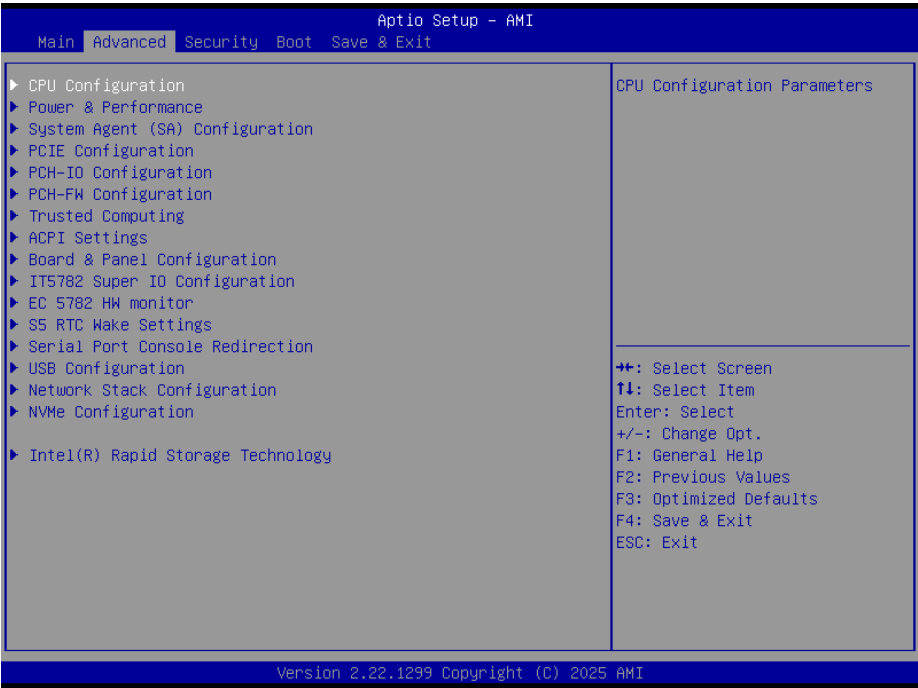 Aptio Setup - AMI
Main Advanced Security Boot Save & Exit
CPU Configuration
Power & Performance
System Agent (SA) Configuration
PCIE Configuration
PCH-IO Configuration
PCH-FW Configuration
Trusted Computing
ACPI Settings
Board & Panel Configuration
IT5782 Super IO Configuration
EC 5782 HW monitor
S5 RTC Wake Settings
Serial Port Console Redirection
USB Configuration
Network Stack Configuration
NVMe Configuration
Intel(R) Rapid Storage Technology
CPU Configuration Parameters
→←: Select Screen
↑↓: Select Item
Enter: Select
+/-: Change Opt.
F1: General Help
F2: Previous Values
F3: Optimized Defaults
F4: Save & Exit
ESC: Exit
Version 2.22.1299 Copyright (C) 2025 AMI